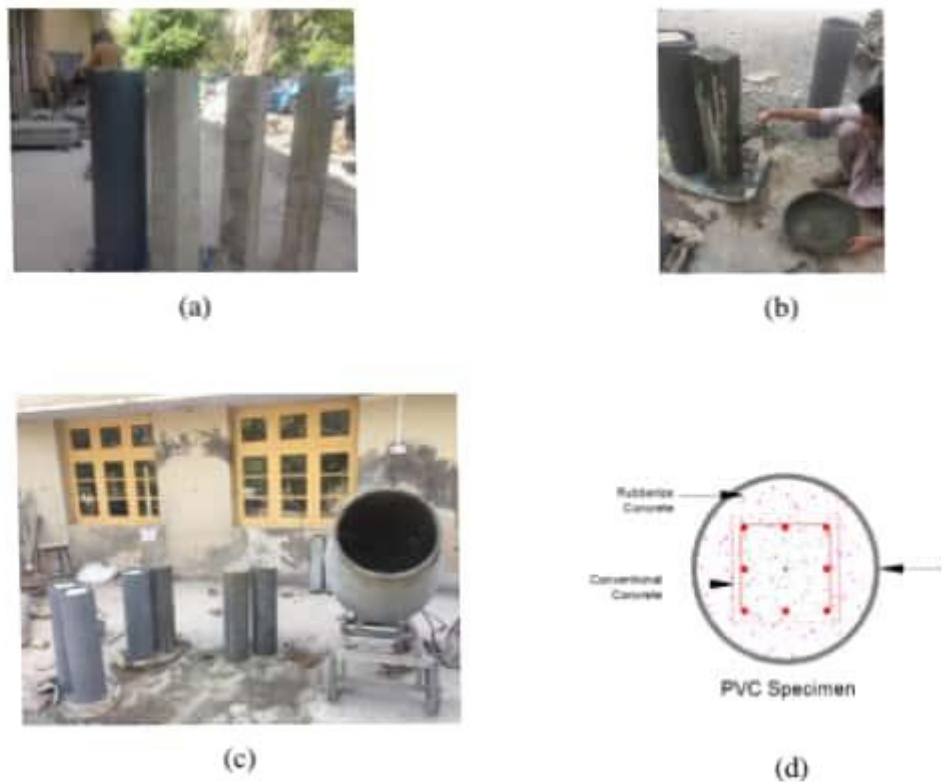 (a)
(b)
(c)
Rubberize
Concrete
Conventional
Concrete
PVC Specimen
(d)